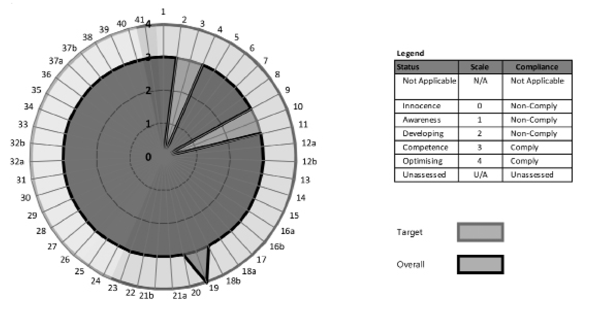 1
2
3
4
5
6
7
8
9
10
11
12a
12b
13
14
15
16a
16b
17
18a
18b
19
20
21a
21b
22
23
24
25
26
27
28
29
30
31
32a
32b
33
34
35
36
37a
37b
38
39
40
41
4
3
2
1
0
Legend
Status Scale Compliance
Not Applicable N/A Not Applicable
Innocence 0 Non-Comply
Awareness 1 Non-Comply
Developing 2 Non-Comply
Competence 3 Comply
Optimising 4 Comply
Unassessed U/A Unassessed
Target
Overall